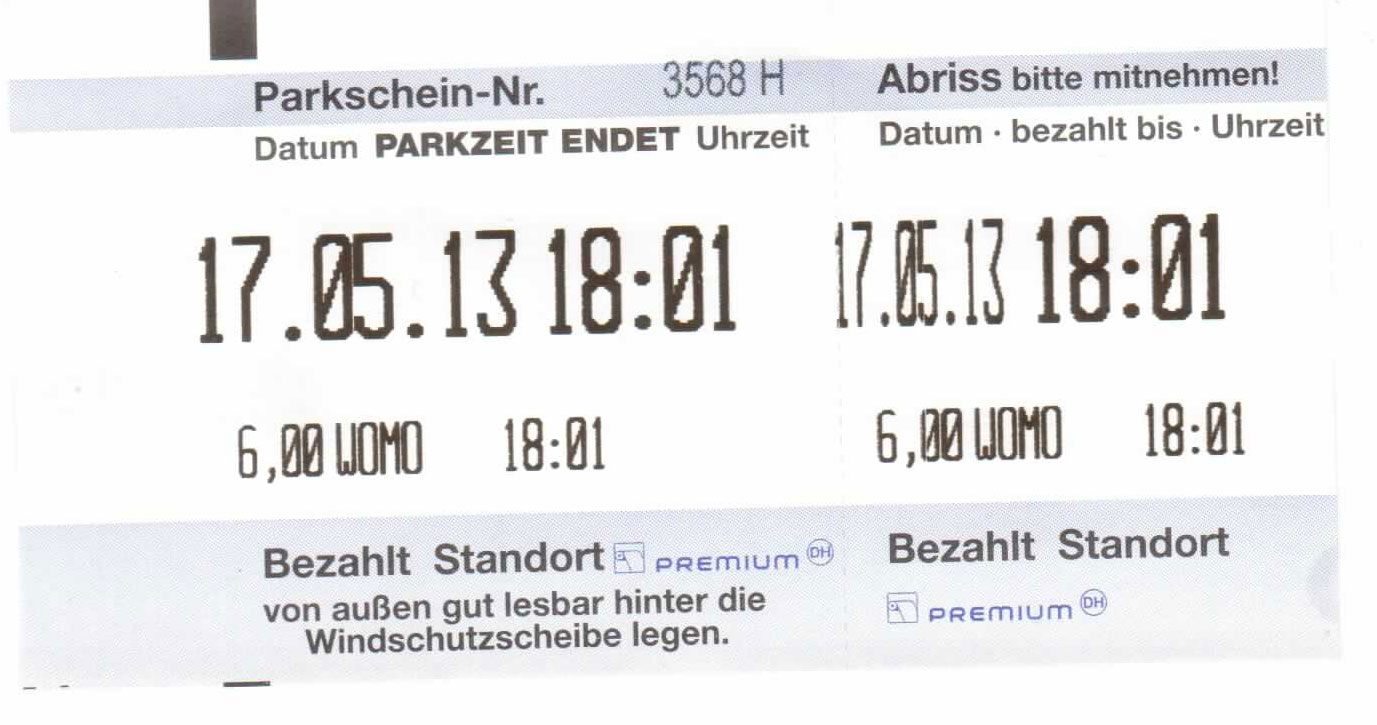 Parkschein-Nr. 3568 H
Datum PARKZEIT ENDET Uhrzeit
17.05.13 18:01
6,00 WOMO 18:01
Bezahlt Standort PREMIUM DH
von außen gut lesbar hinter die
Windschutzscheibe legen.
Abriss bitte mitnehmen!
Datum · bezahlt bis · Uhrzeit
17.05.13 18:01
6,00 WOMO 18:01
Bezahlt Standort
PREMIUM DH